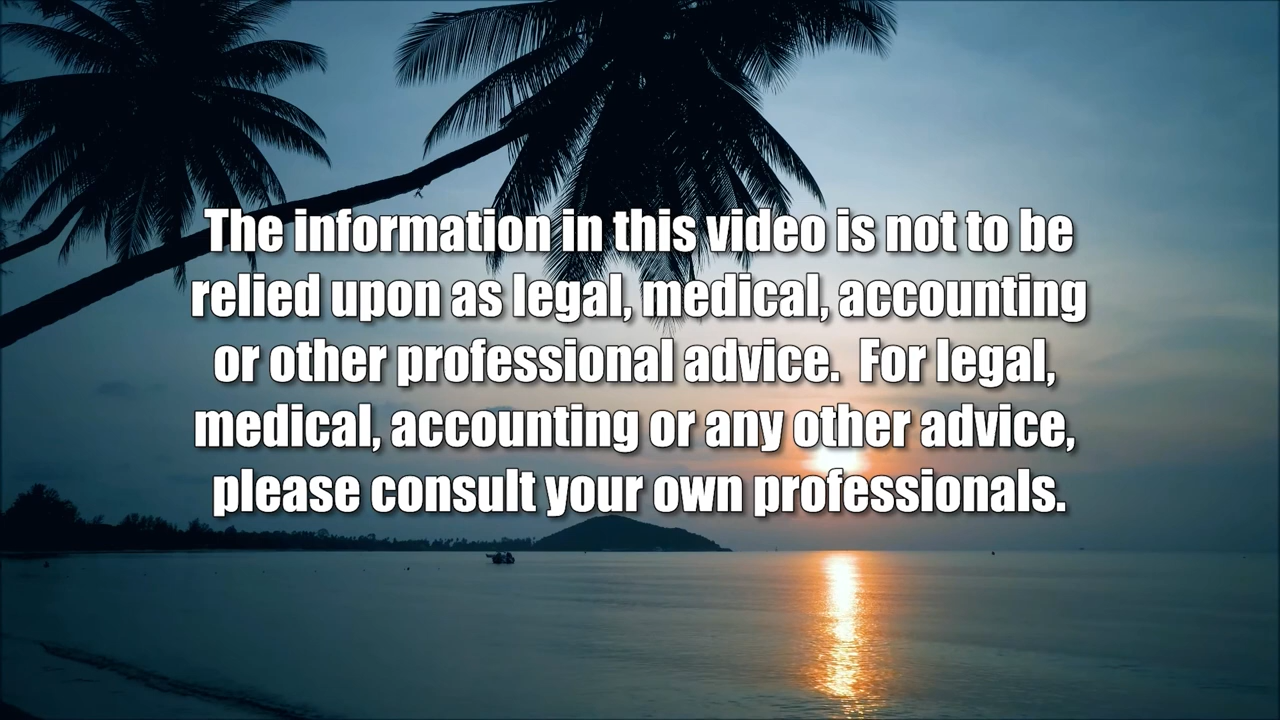 The information in this video is not to be
relied upon as legal, medical, accounting
or other professional advice.  For legal,
medical, accounting or any other advice,
please consult your own professionals.